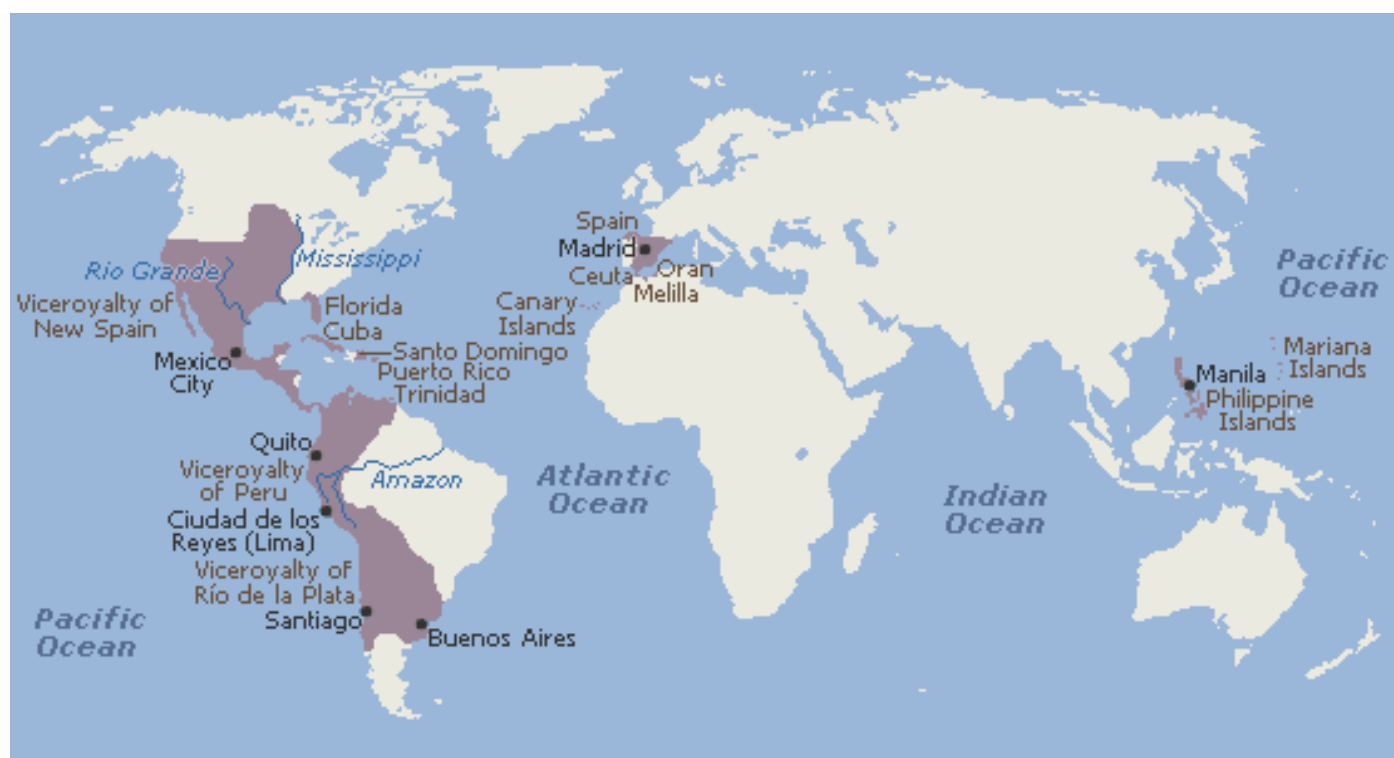 Spain
Madrid
Ceuta
Oran
Melilla
Canary
Islands
Rio Grande
Mississippi
Viceroyalty of
New Spain
Florida
Cuba
Mexico
City
Santo Domingo
Puerto Rico
Trinidad
Quito
Viceroyalty
of Peru
Amazon
Ciudad de los
Reyes (Lima)
Viceroyalty of
Río de la Plata
Santiago
Buenos Aires
Pacific
Ocean
Atlantic
Ocean
Indian
Ocean
Pacific
Ocean
Mariana
Islands
Manila
Philippine
Islands